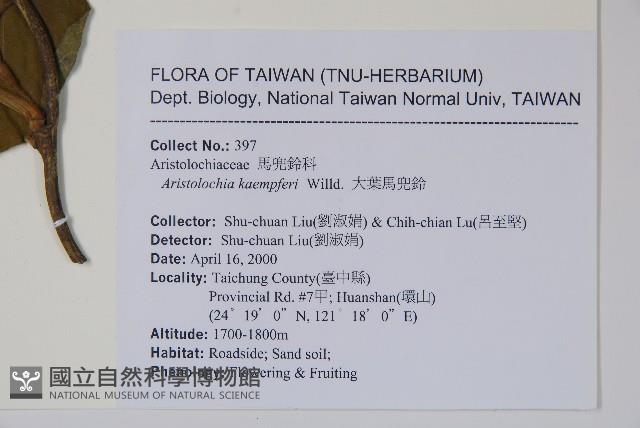 FLORA OF TAIWAN (TNU-HERBARIUM)
Dept. Biology, National Taiwan Normal Univ, TAIWAN
Collect No.: 397
Aristolochiaceae 馬兜鈴科
Aristolochia kaempferi Willd. 大葉馬兜鈴
Collector: Shu-chuan Liu(劉淑娟) & Chih-chian Lu(呂至堅)
Detector: Shu-chuan Liu(劉淑娟)
Date: April 16, 2000
Locality: Taichung County(臺中縣)
Provincial Rd. #7甲; Huanshan(環山)
(24° 19' 0" N, 121° 18' 0" E)
Altitude: 1700-1800m
Habitat: Roadside; Sand soil;
Phenology: Flowering & Fruiting
國立自然科學博物館
NATIONAL MUSEUM OF NATURAL SCIENCE